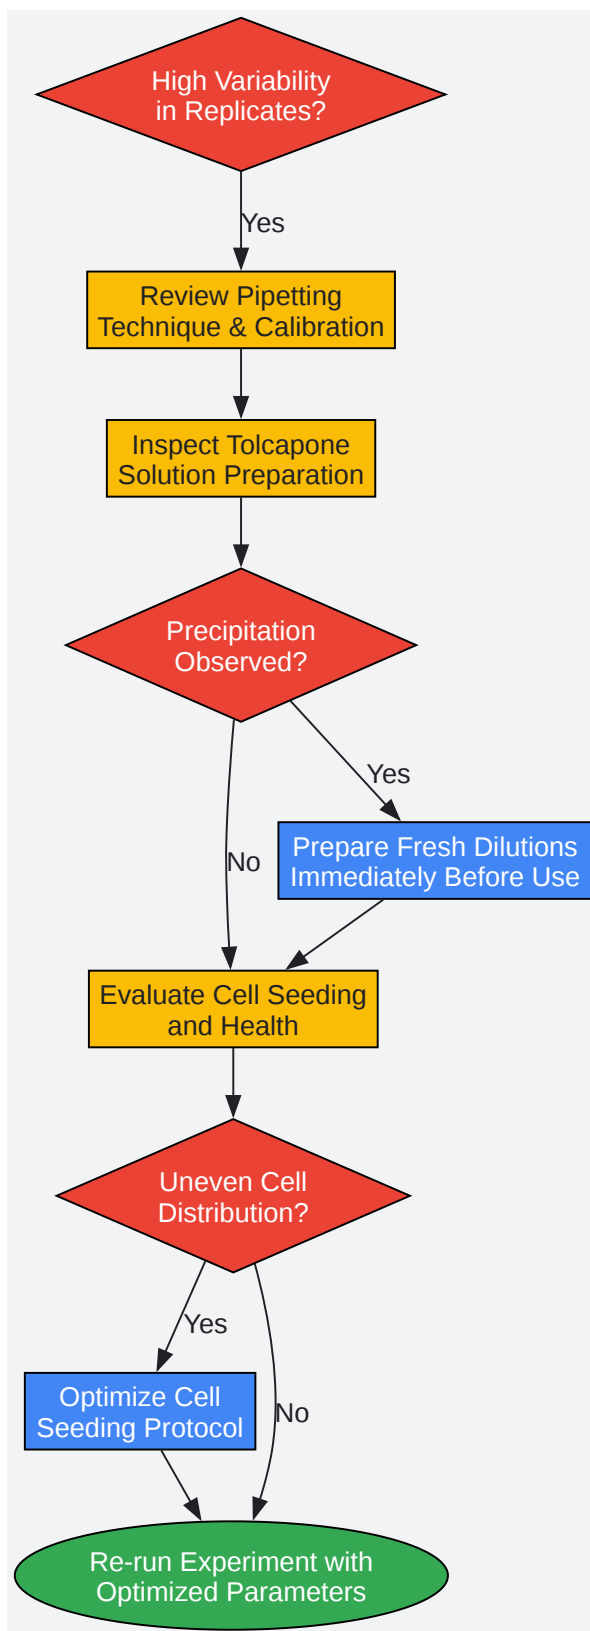 High Variability
in Replicates?
Yes
Review Pipetting
Technique & Calibration
Inspect Tolcapone
Solution Preparation
Precipitation
Observed?
Yes
Prepare Fresh Dilutions
Immediately Before Use
No
Evaluate Cell Seeding
and Health
Uneven Cell
Distribution?
Yes
Optimize Cell
Seeding Protocol
No
Re-run Experiment with
Optimized Parameters